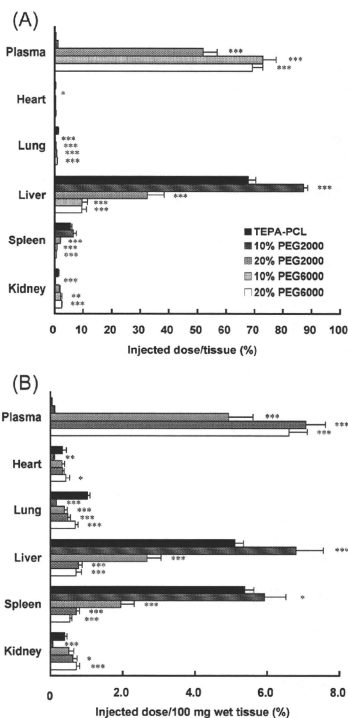 (A)
Plasma
***
***
***
Heart
*
Lung
***
***
***
***
Liver
***
***
***
***
Spleen
***
***
***
Kidney
***
**
***
TEPA-PCL
10% PEG2000
20% PEG2000
10% PEG6000
20% PEG6000
0 10 20 30 40 50 60 70 80 90 100
Injected dose/tissue (%)
(B)
Plasma
***
***
***
Heart
**
*
Lung
***
***
***
***
Liver
***
***
***
***
Spleen
*
***
***
***
Kidney
***
*
***
0 2.0 4.0 6.0 8.0
Injected dose/100 mg wet tissue (%)